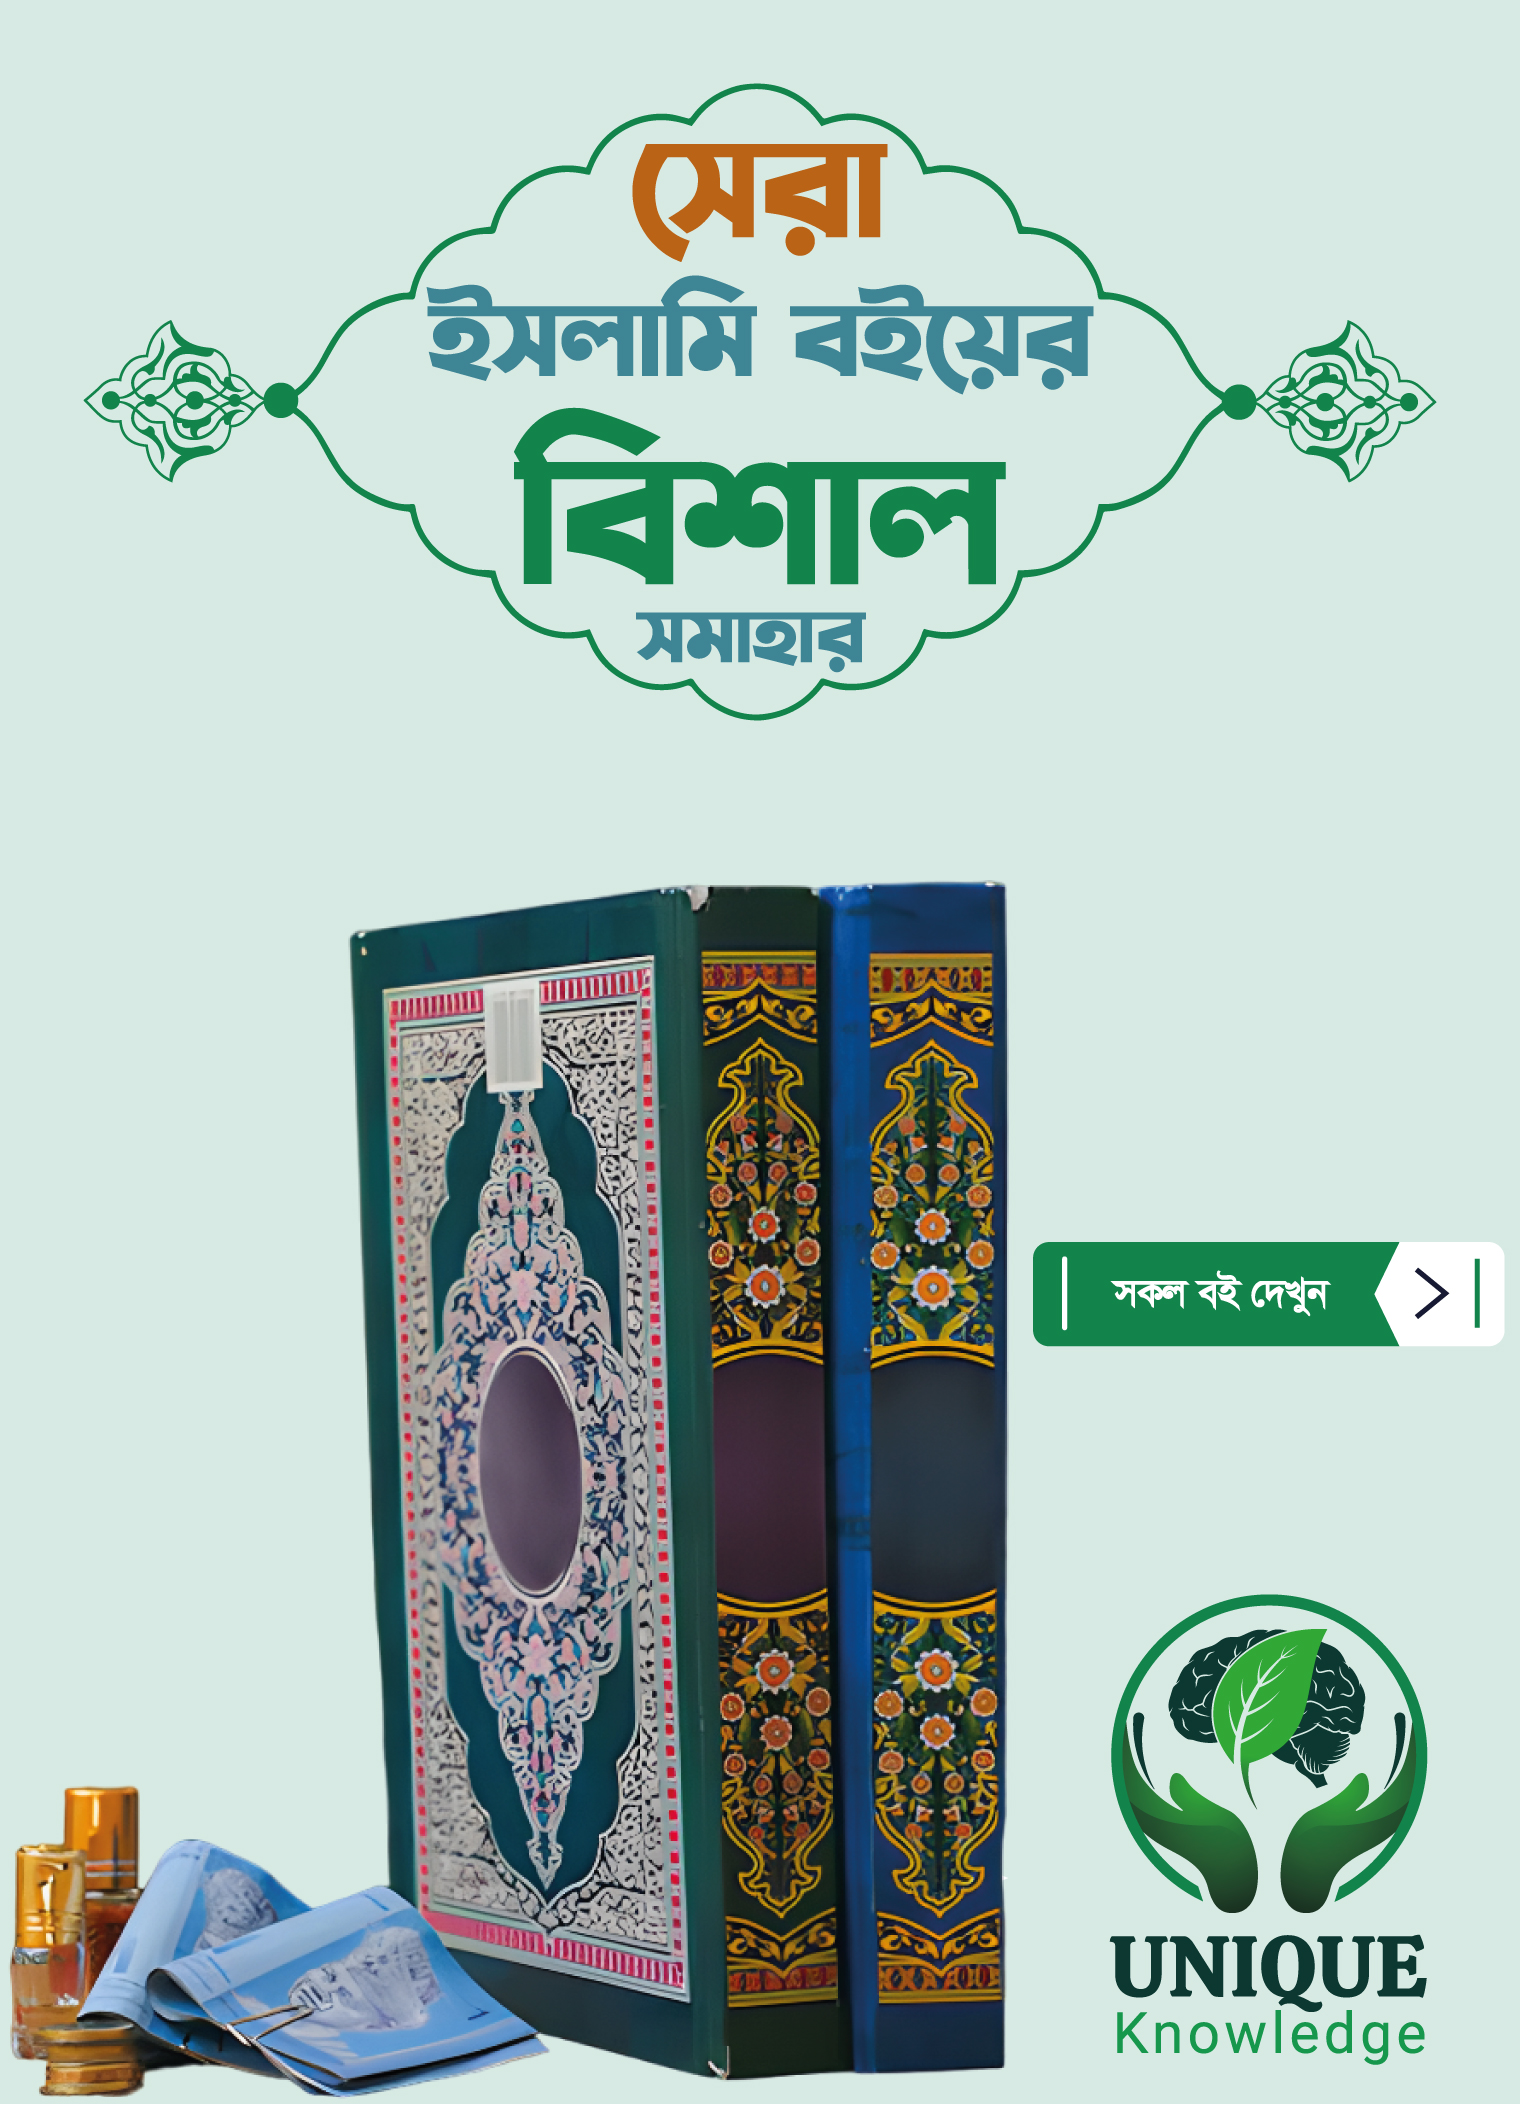 সেরা
ইসলামি বইয়ের
বিশাল
সমাহার
সকল বই দেখুন
UNIQUE
Knowledge